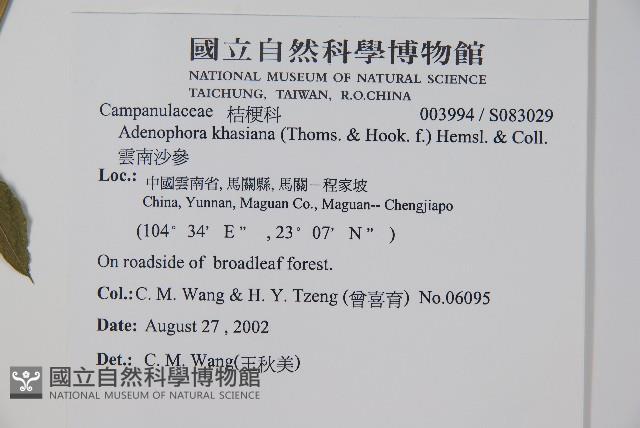 國立自然科學博物館
NATIONAL MUSEUM OF NATURAL SCIENCE
TAICHUNG, TAIWAN, R.O.CHINA
Campanulaceae 桔梗科 003994 / S083029
Adenophora khasiana (Thoms. & Hook. f.) Hemsl. & Coll.
雲南沙參
Loc.: 中國雲南省, 馬關縣, 馬關－程家坡
China, Yunnan, Maguan Co., Maguan-- Chengjiapo
(104° 34' E" , 23° 07' N" )
On roadside of broadleaf forest.
Col.: C. M. Wang & H. Y. Tzeng (曾喜育) No.06095
Date: August 27 , 2002
Det.: C. M. Wang(王秋美)
國立自然科學博物館
NATIONAL MUSEUM OF NATURAL SCIENCE